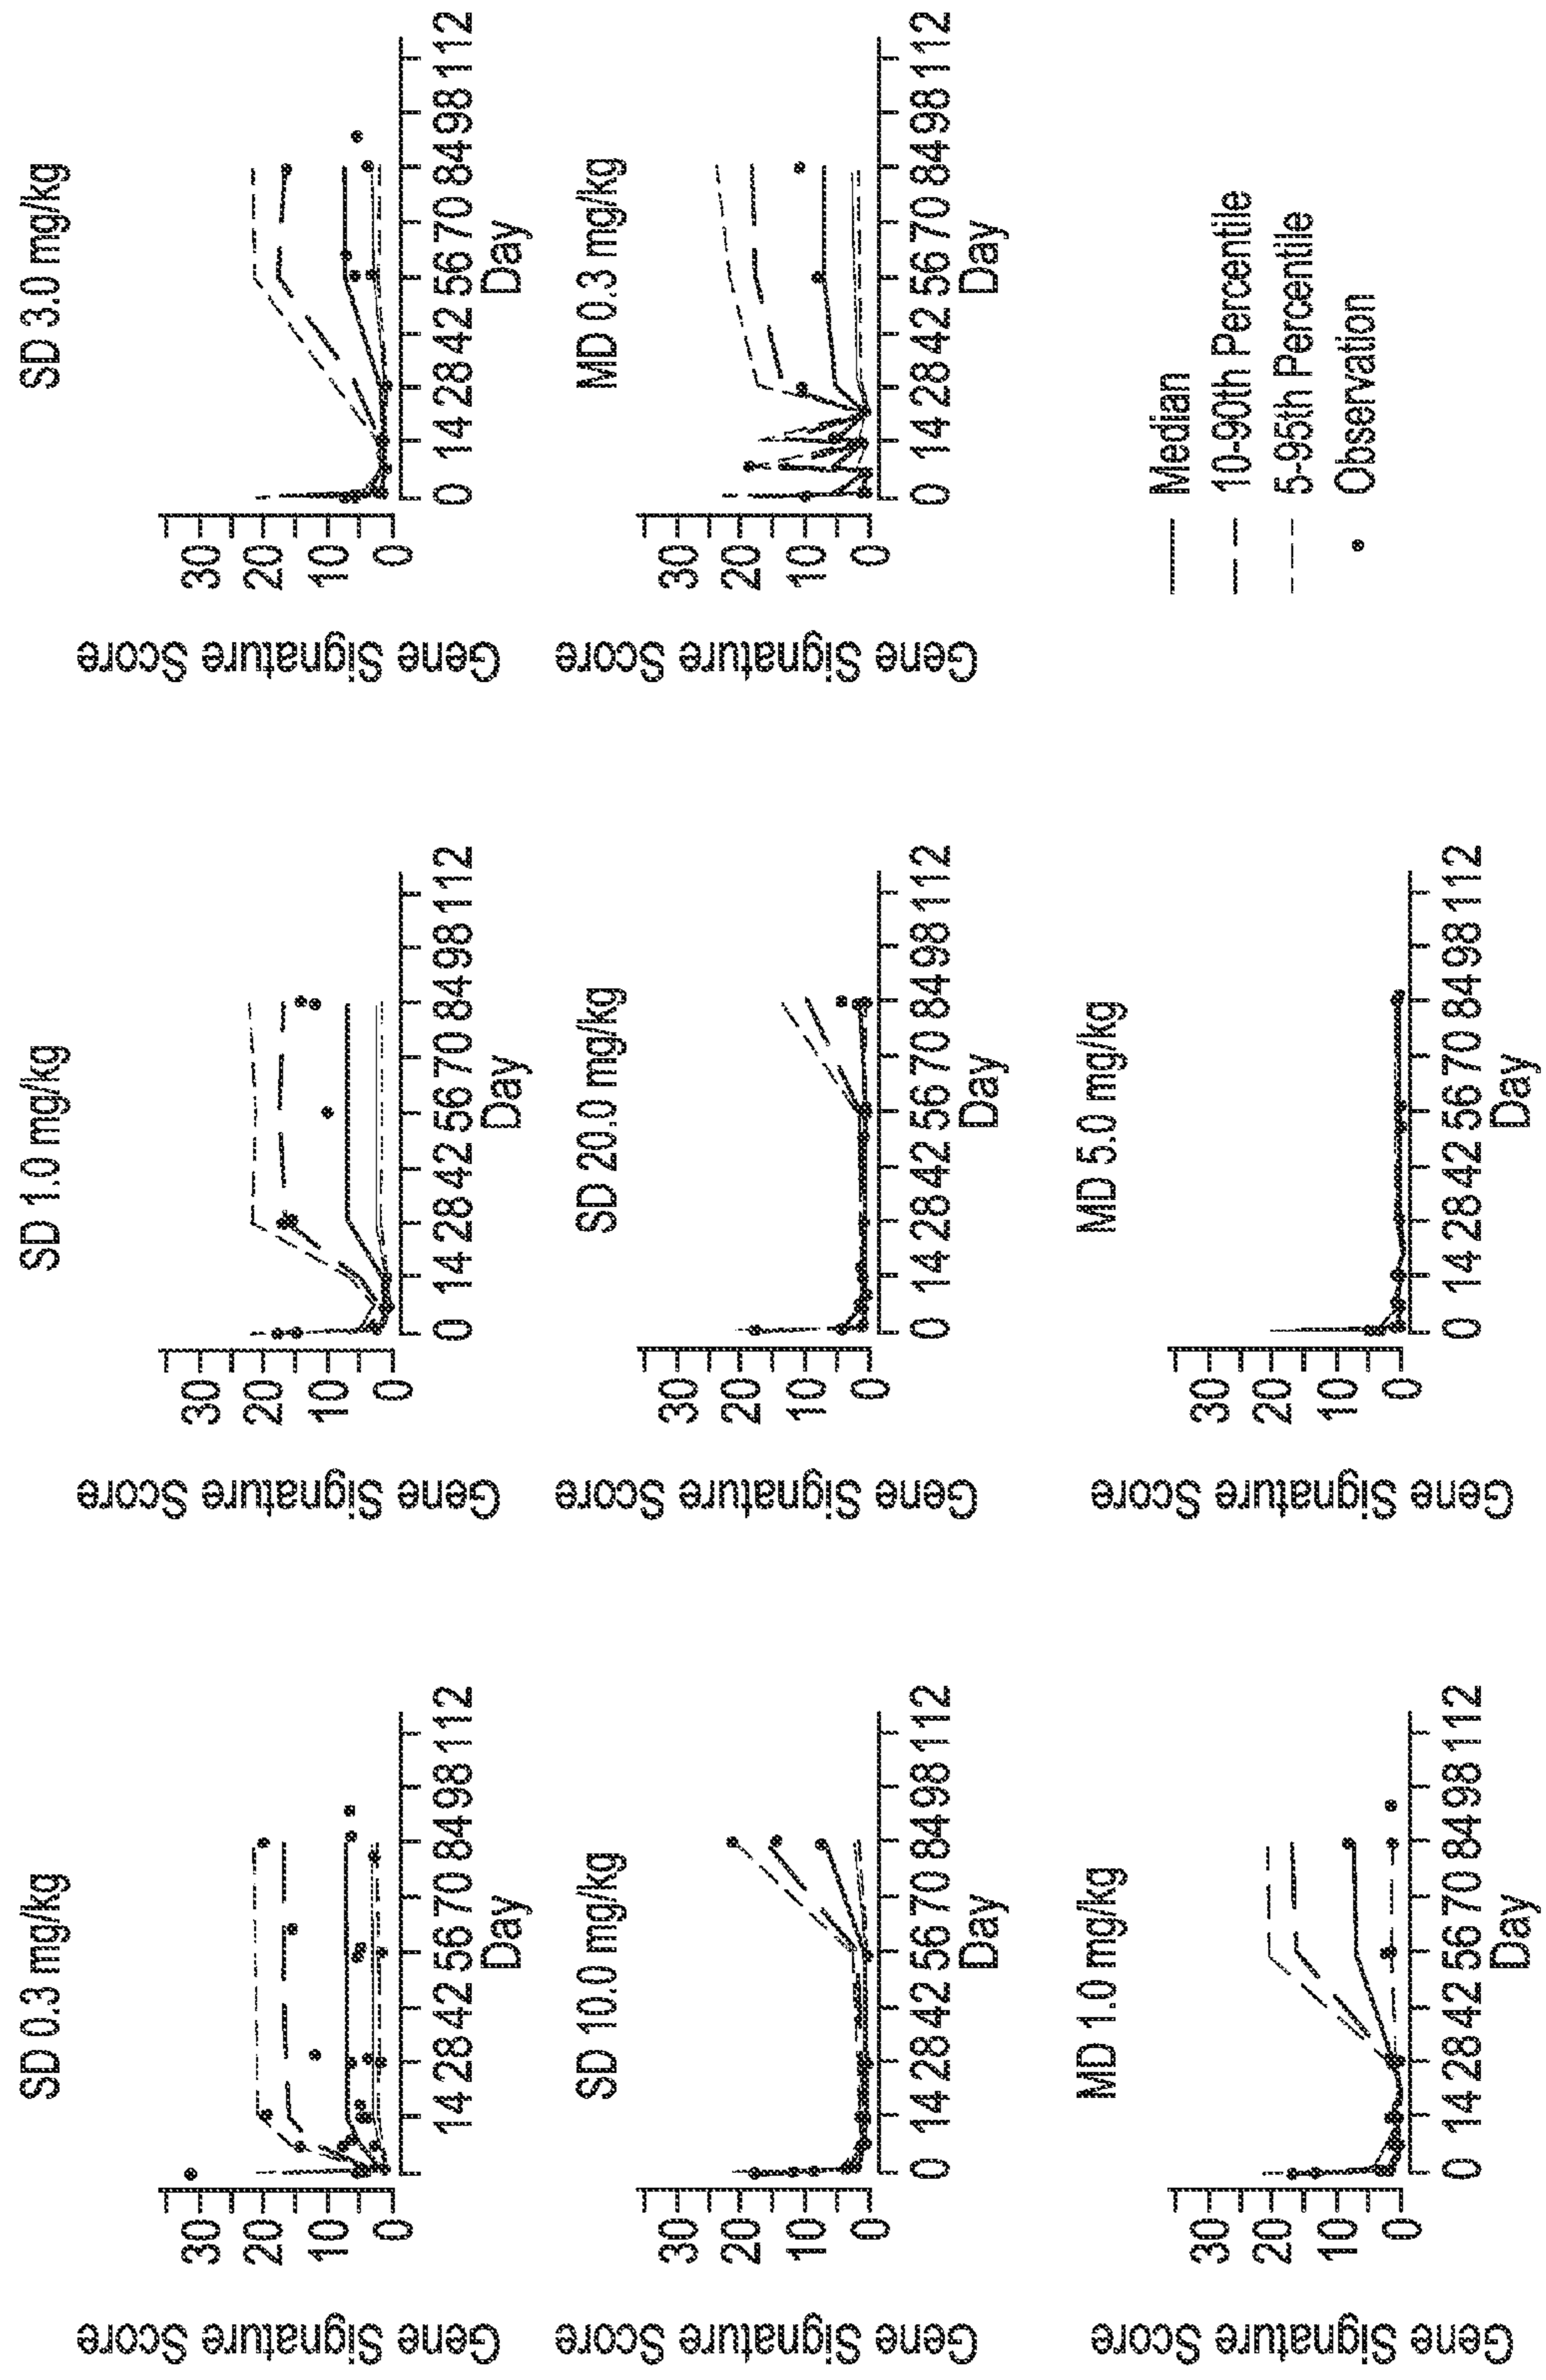 SD 0.3 mg/kg
Gene Signature Score
30
20
10
0
14 28 42 56 70 84 98 112
Day
SD 1.0 mg/kg
Gene Signature Score
30
20
10
0
0 14 28 42 56 70 84 98 112
Day
SD 3.0 mg/kg
Gene Signature Score
30
20
10
0
0 14 28 42 56 70 84 98 112
Day
SD 10.0 mg/kg
Gene Signature Score
30
20
10
0
0 14 28 42 56 70 84 98 112
Day
SD 20.0 mg/kg
Gene Signature Score
30
20
10
0
0 14 28 42 56 70 84 98 112
Day
MD 0.3 mg/kg
Gene Signature Score
30
20
10
0
0 14 28 42 56 70 84 98 112
Day
MD 1.0 mg/kg
Gene Signature Score
30
20
10
0
0 14 28 42 56 70 84 98 112
Day
MD 5.0 mg/kg
Gene Signature Score
30
20
10
0
0 14 28 42 56 70 84 98 112
Day
Median
10-90th Percentile
5-95th Percentile
Observation